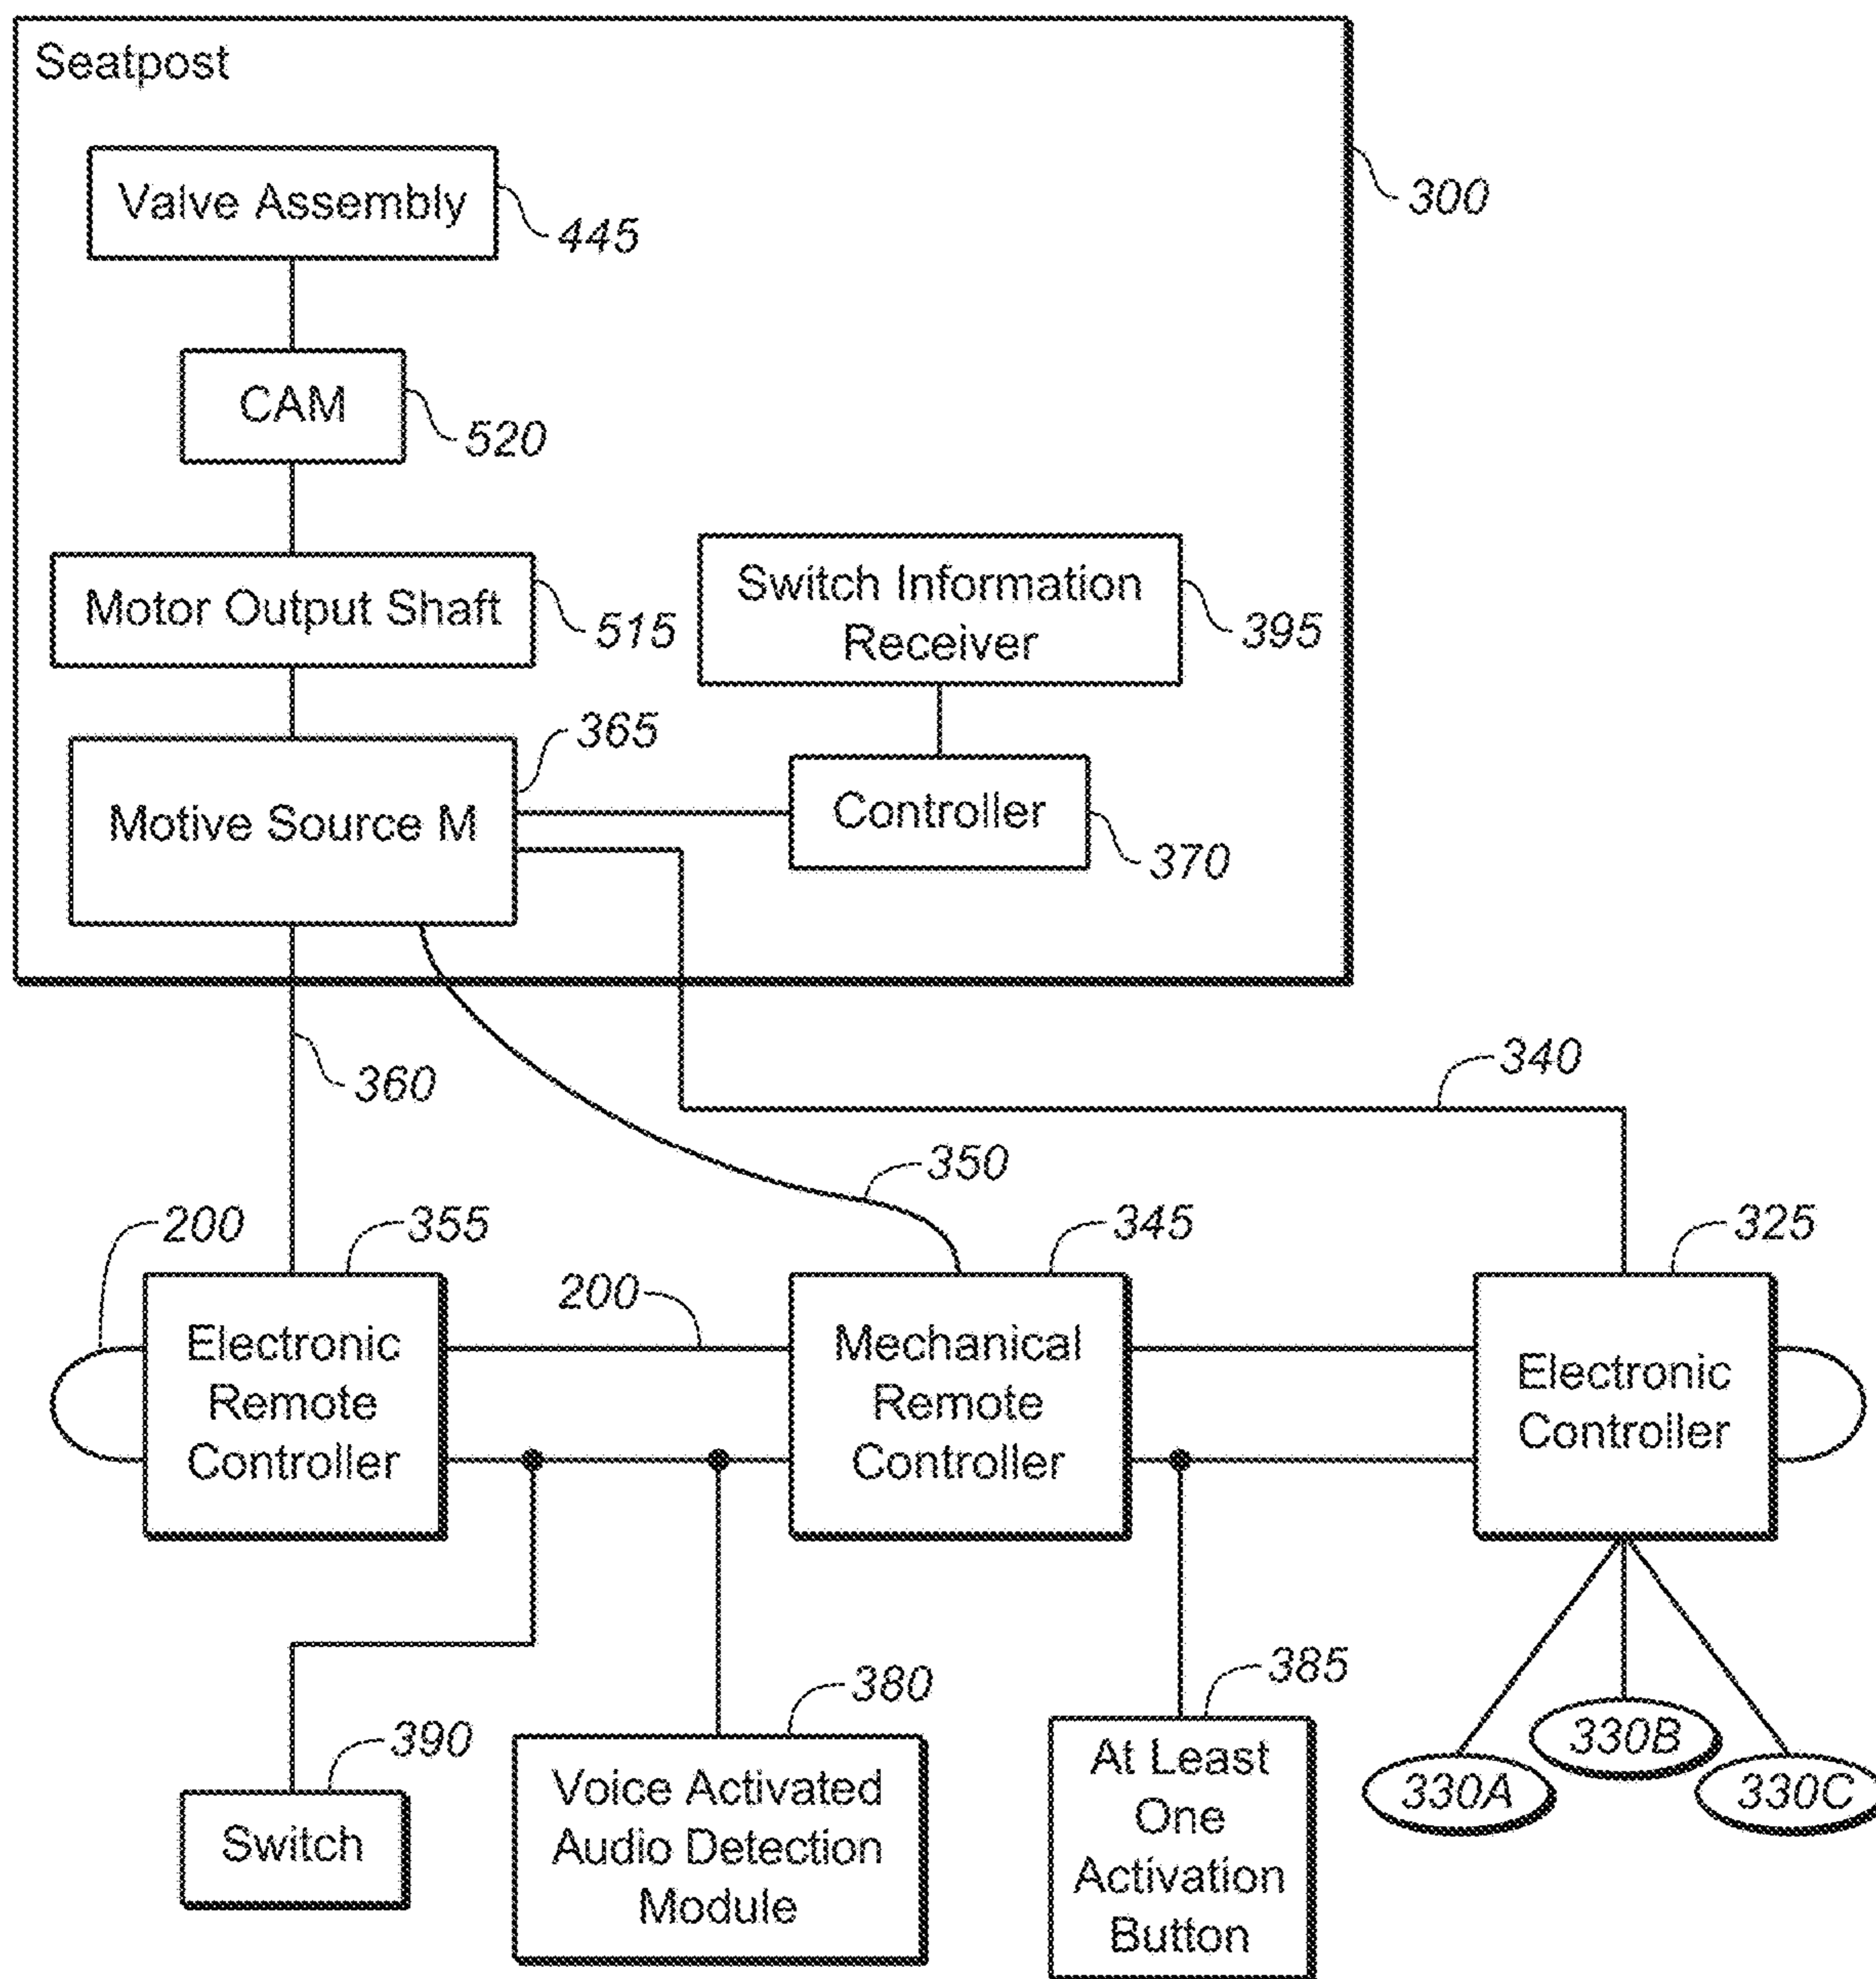 Seatpost
Valve Assembly
445
300
CAM
520
Motor Output Shaft
515
Switch Information
Receiver
395
365
Motive Source M
Controller
370
360
340
350
200
355
345
325
200
Electronic
Remote
Controller
Mechanical
Remote
Controller
Electronic
Controller
390
Switch
380
Voice Activated
Audio Detection
Module
385
At Least
One
Activation
Button
330A
330B
330C